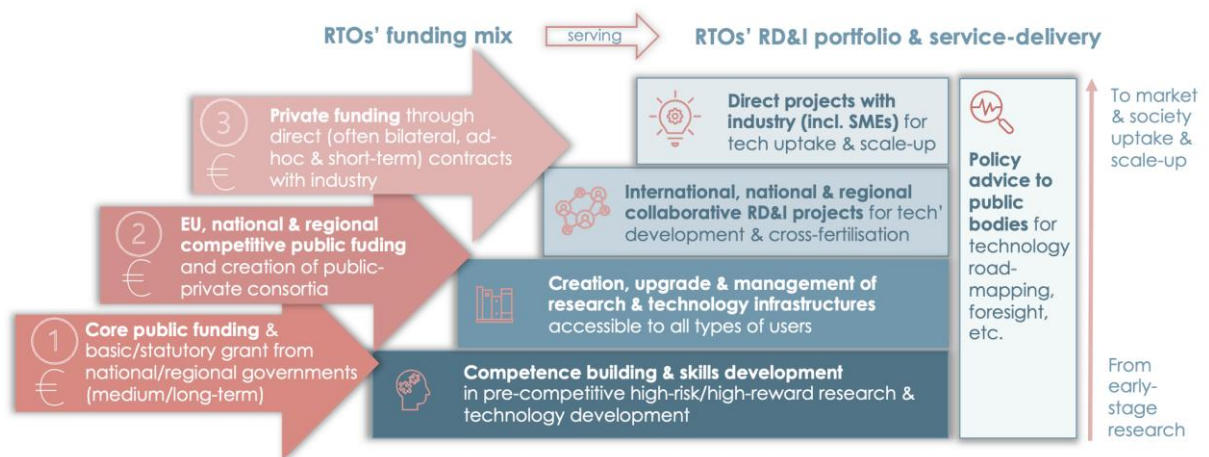 RTOs' funding mix
serving
RTOs' RD&I portfolio & service-delivery
3
€
Private funding through
direct (often bilateral, ad-
hoc & short-term) contracts
with industry
2
€
EU, national & regional
competitive public fuding
and creation of public-
private consortia
1
€
Core public funding &
basic/statutory grant from
national/regional governments
(medium/long-term)
Direct projects with
industry (incl. SMEs) for
tech uptake & scale-up
International, national & regional
collaborative RD&I projects for tech'
development & cross-fertilisation
Creation, upgrade & management of
research & technology infrastructures
accessible to all types of users
Competence building & skills development
in pre-competitive high-risk/high-reward research &
technology development
Policy
advice to
public
bodies for
technology
road-
mapping,
foresight,
etc.
To market
& society
uptake &
scale-up
From
early-
stage
research